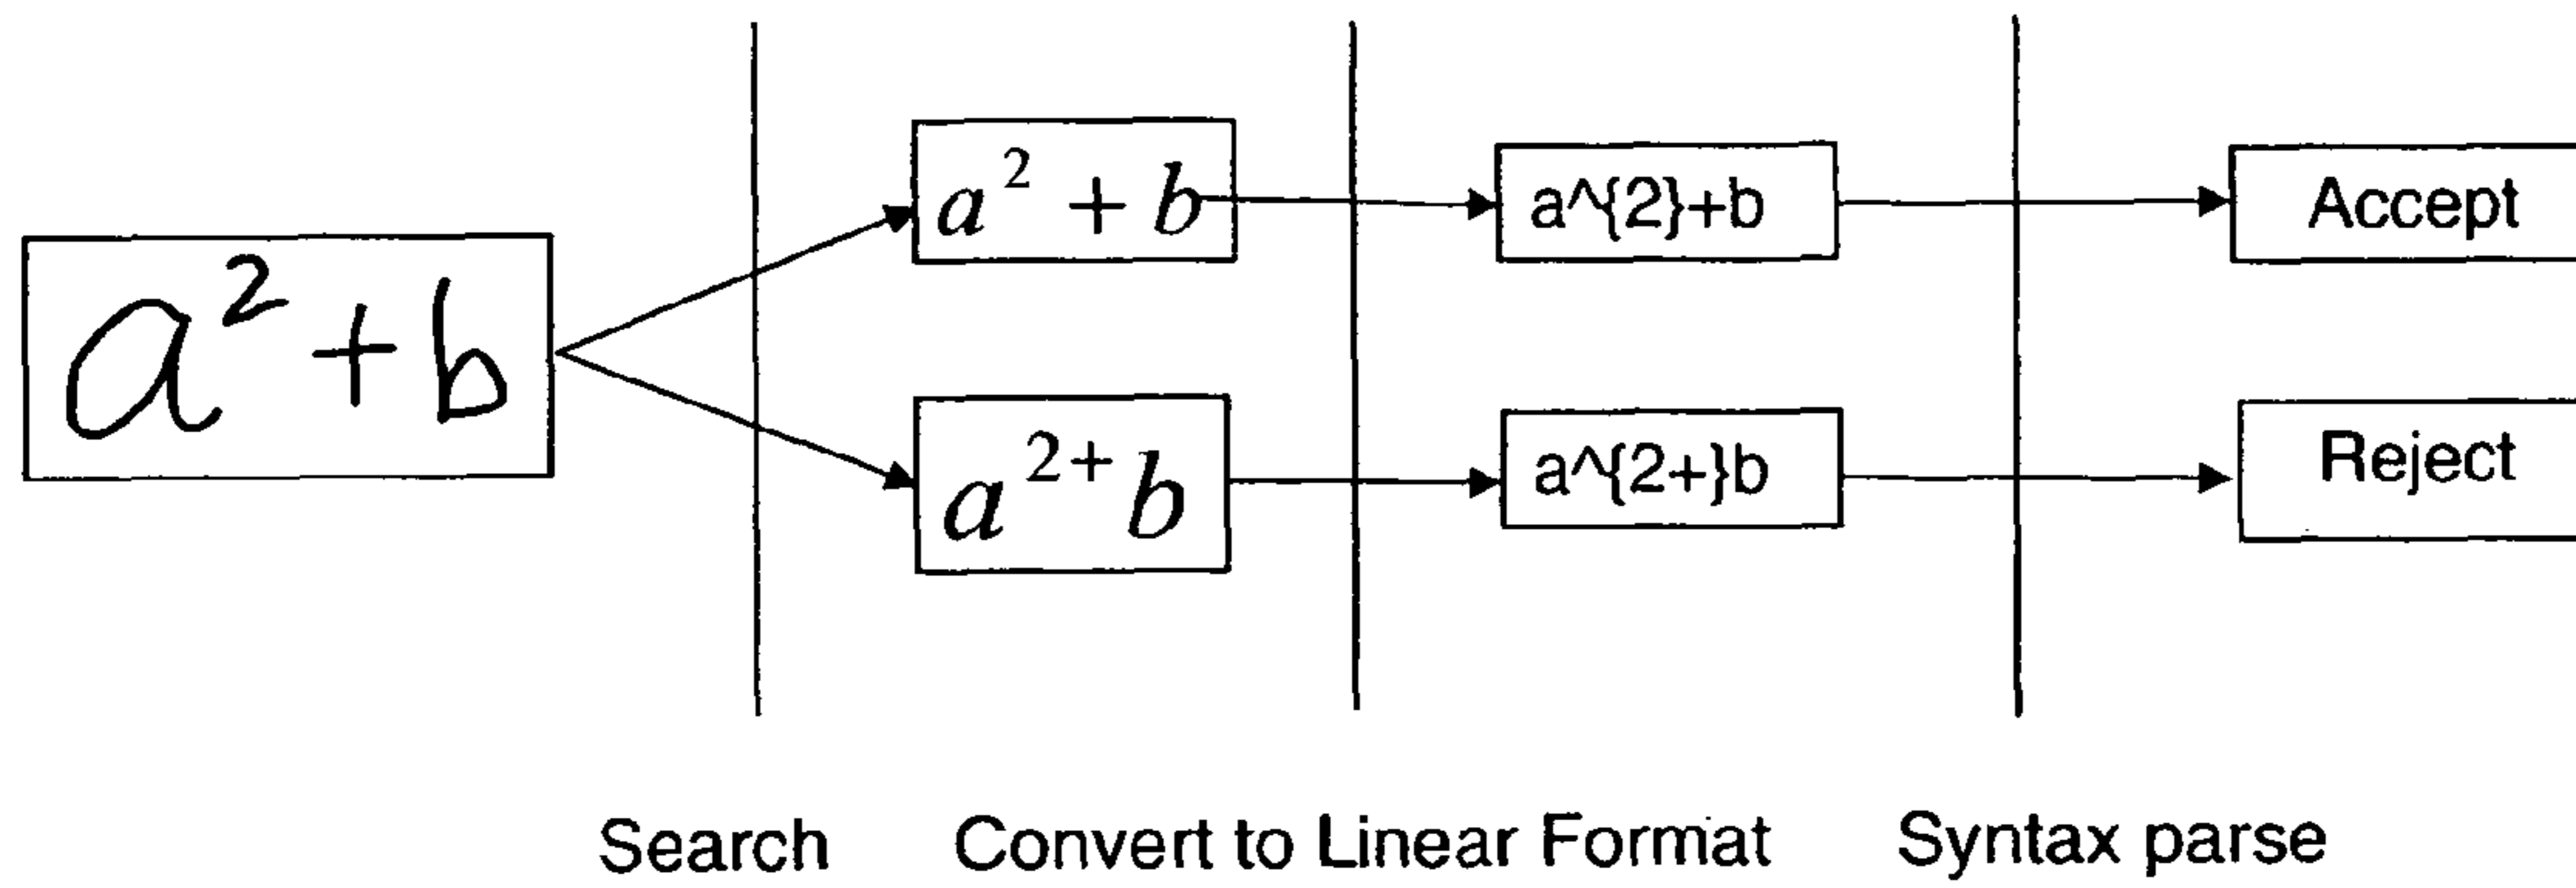 a² + b
a² + b
a^{2}+b
Accept
a²⁺ b
a^{2+}b
Reject
Search
Convert to Linear Format
Syntax parse